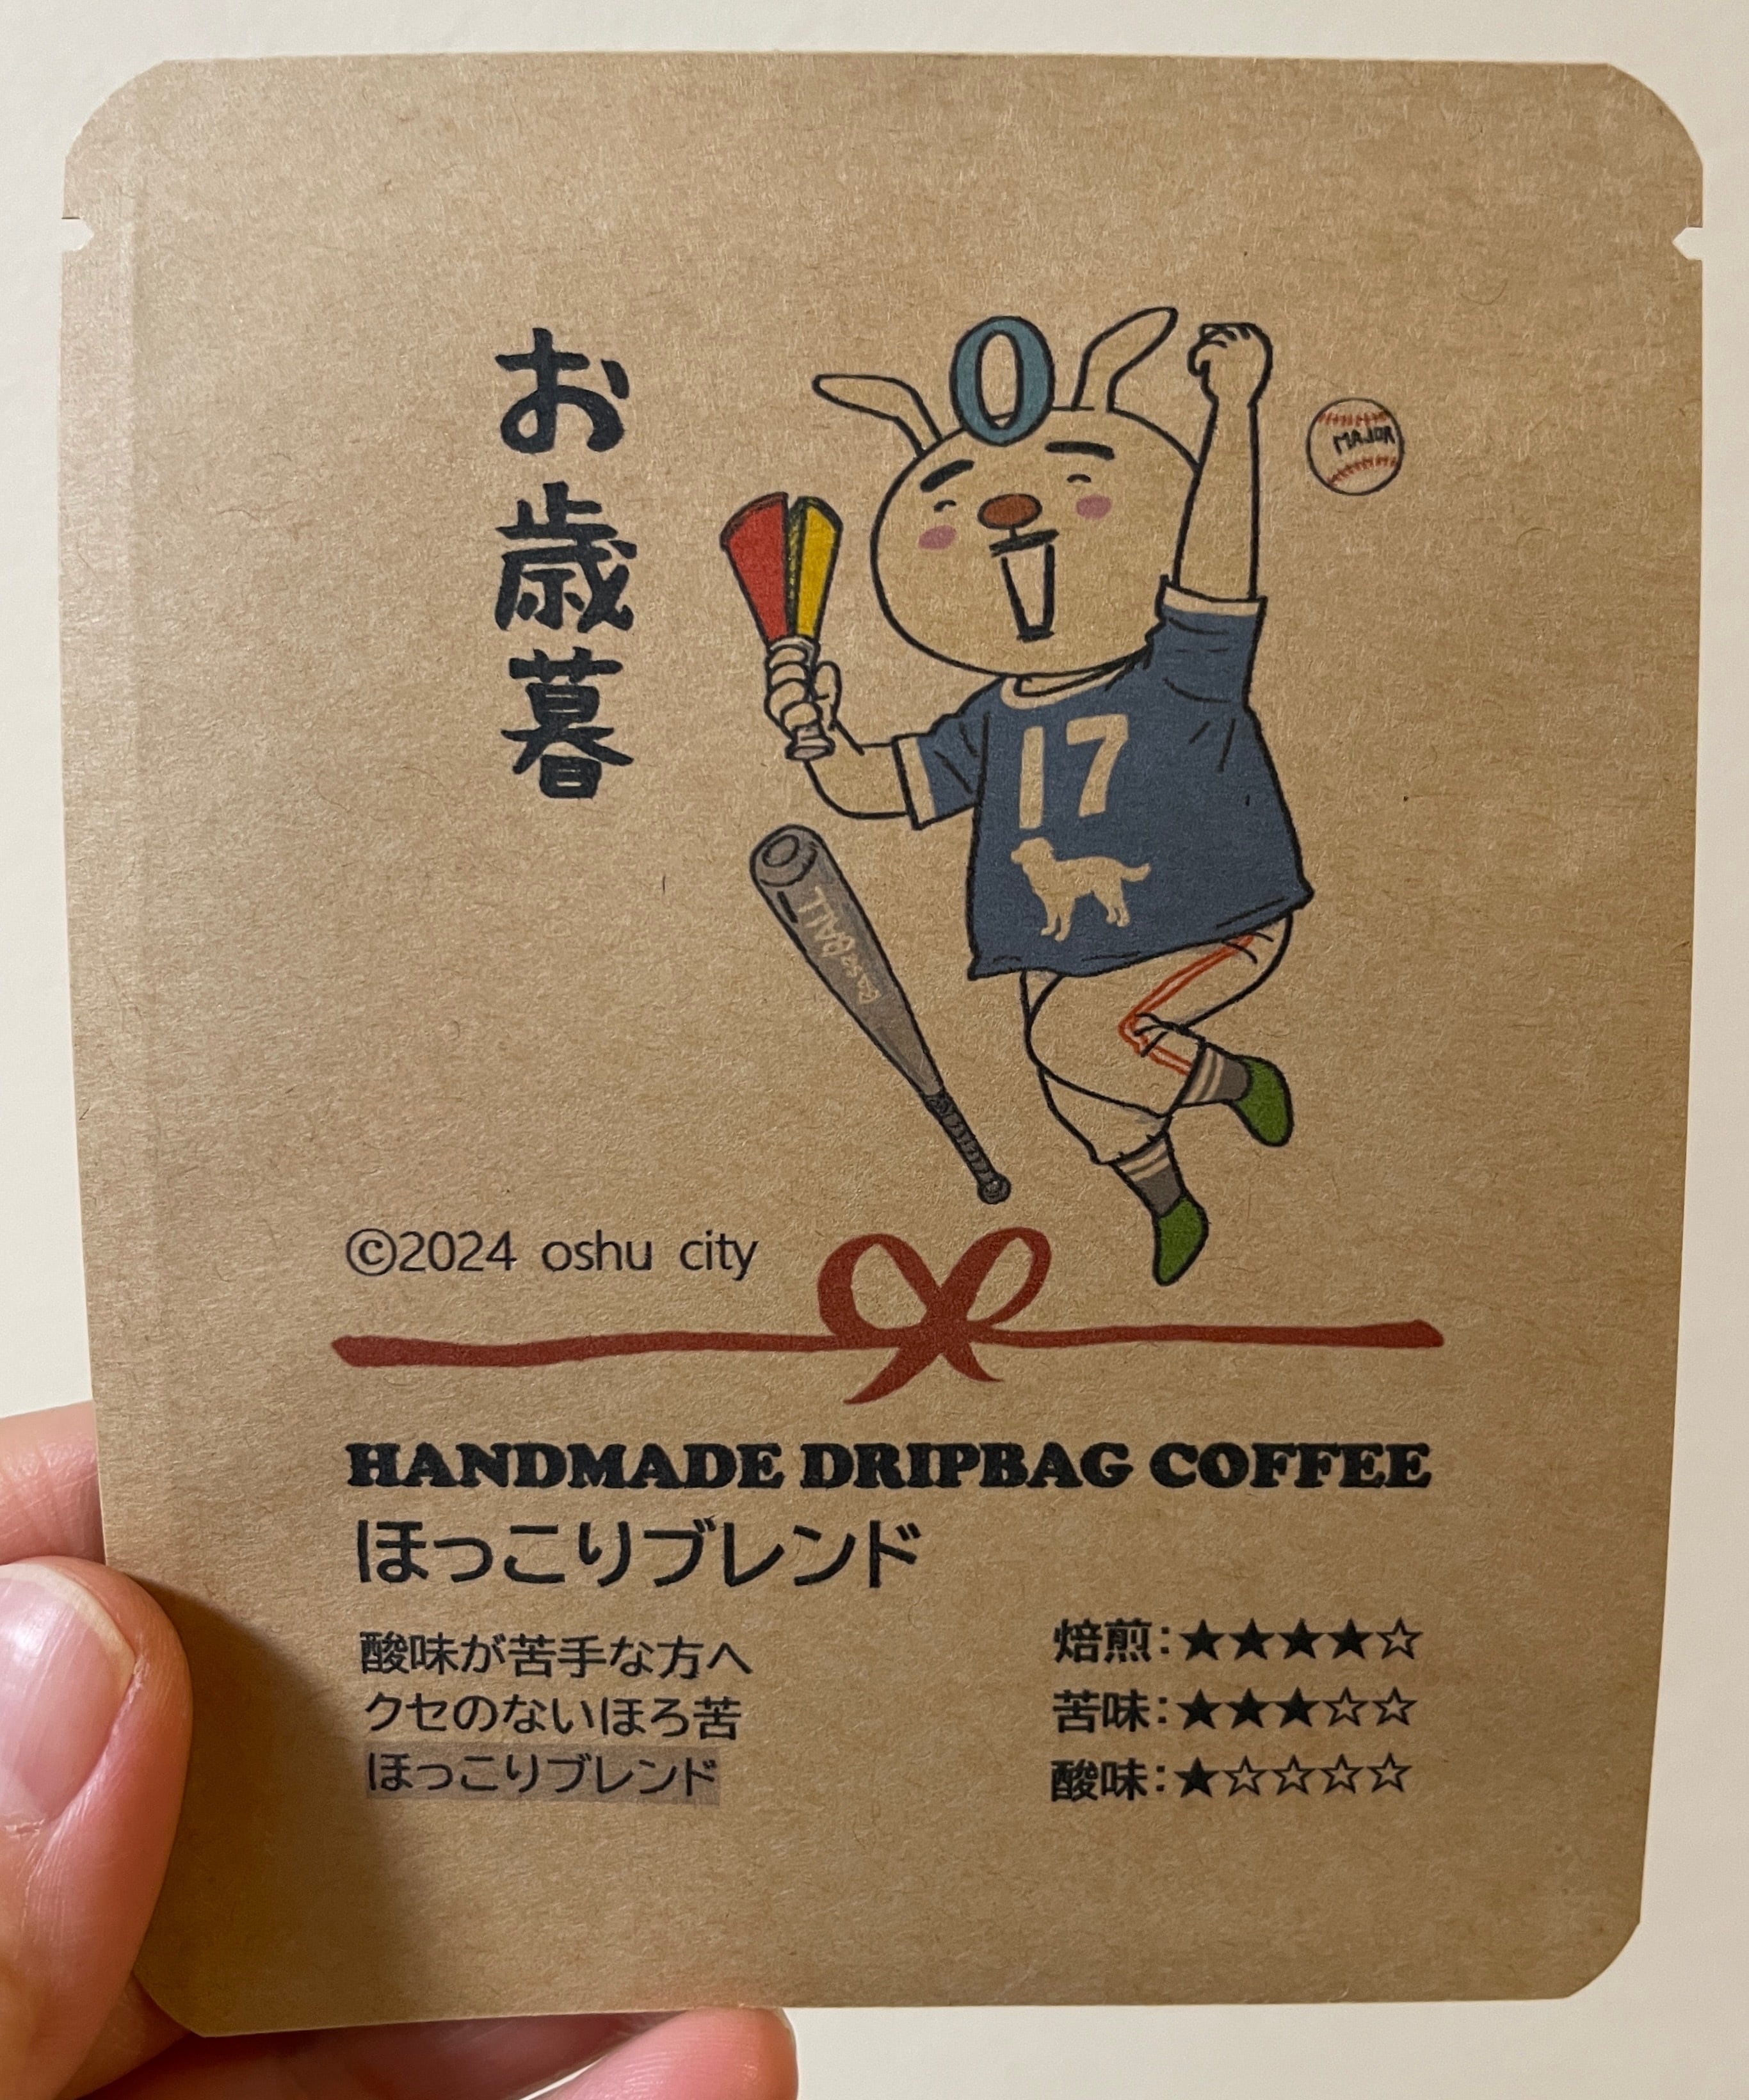 お歳暮
0
MAJOR
17
BaseBALL
©2024 oshu city
HANDMADE DRIPBAG COFFEE
ほっこりブレンド
酸味が苦手な方へ
クセのないほろ苦
ほっこりブレンド
焙煎:★★★★☆
苦味:★★★☆☆
酸味:★☆☆☆☆